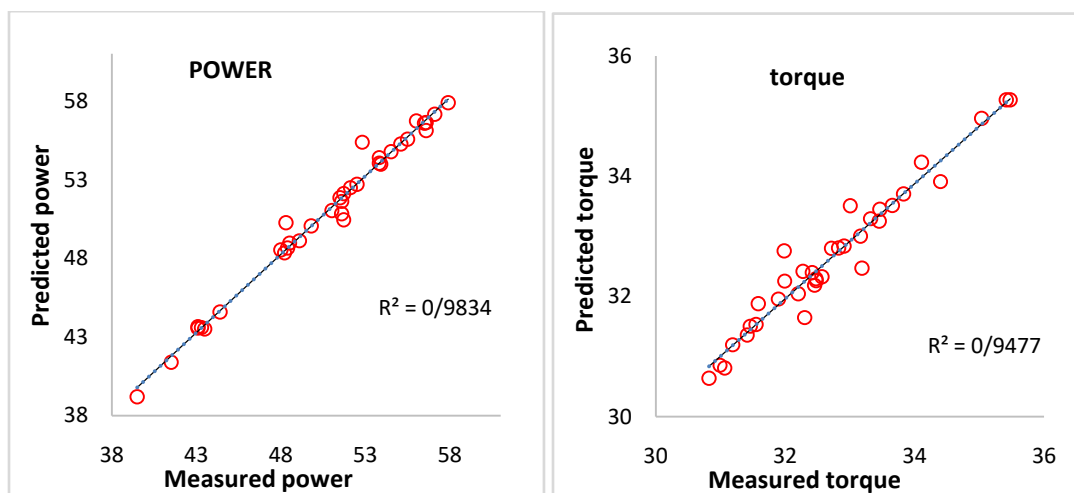 POWER
58
53
48
43
38
Predicted power
R² = 0/9834
38 43 48 53 58
Measured power
torque
36
34
32
30
Predicted torque
R² = 0/9477
30 32 34 36
Measured torque